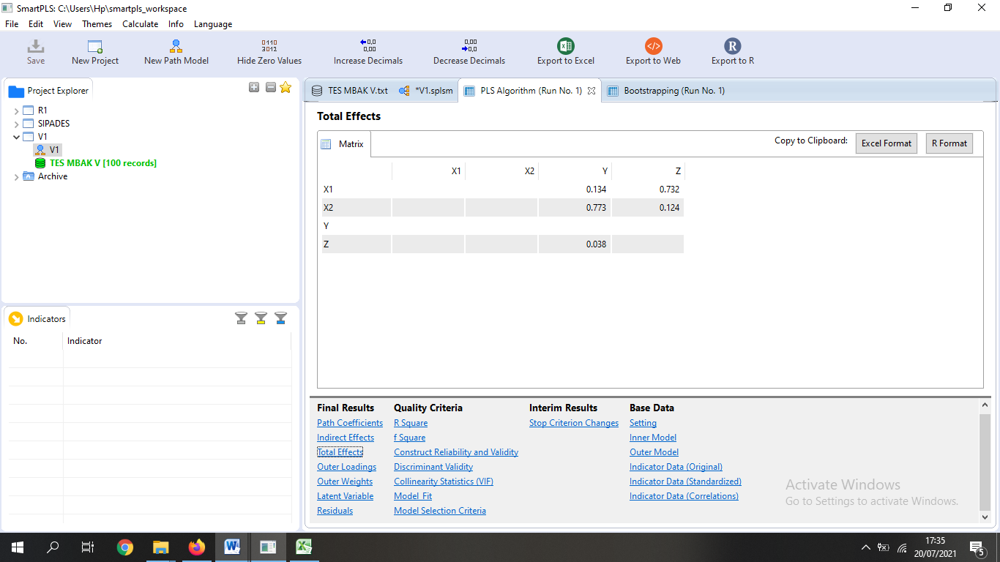 SmartPLS: C:\Users\Hp\smartpls_workspace
File Edit View Themes Calculate Info Language
Save New Project New Path Model Hide Zero Values Increase Decimals Decrease Decimals Export to Excel Export to Web Export to R
Project Explorer
R1
SIPADES
V1
V1
TES MBAK V [100 records]
Archive
Indicators
No. Indicator
TES MBAK V.txt *V1.splsm PLS Algorithm (Run No. 1) Bootstrapping (Run No. 1)
Total Effects
Matrix Copy to Clipboard: Excel Format R Format
X1 X2 Y Z
X1 0.134 0.732
X2 0.773 0.124
Y
Z 0.038
Final Results Quality Criteria Interim Results Base Data
Path Coefficients R Square Stop Criterion Changes Setting
Indirect Effects f Square Inner Model
Total Effects Construct Reliability and Validity Outer Model
Outer Loadings Discriminant Validity Indicator Data (Original)
Outer Weights Collinearity Statistics (VIF) Indicator Data (Standardized)
Latent Variable Model_Fit Indicator Data (Correlations)
Residuals Model Selection Criteria
Activate Windows
Go to Settings to activate Windows.
17:35
20/07/2021
5